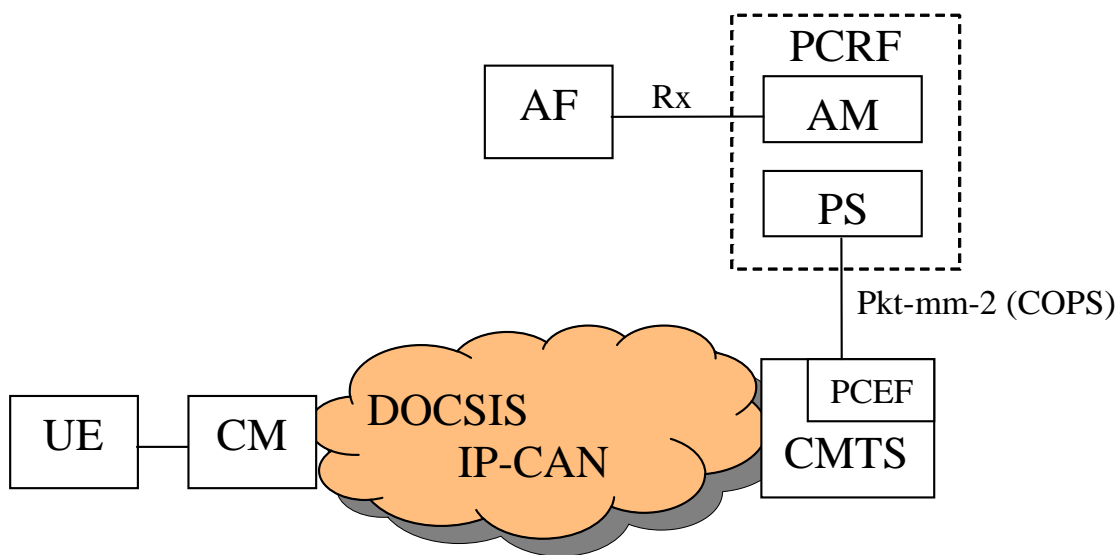 PCRF
AF
Rx
AM
PS
Pkt-mm-2 (COPS)
PCEF
UE
CM
DOCSIS
IP-CAN
CMTS